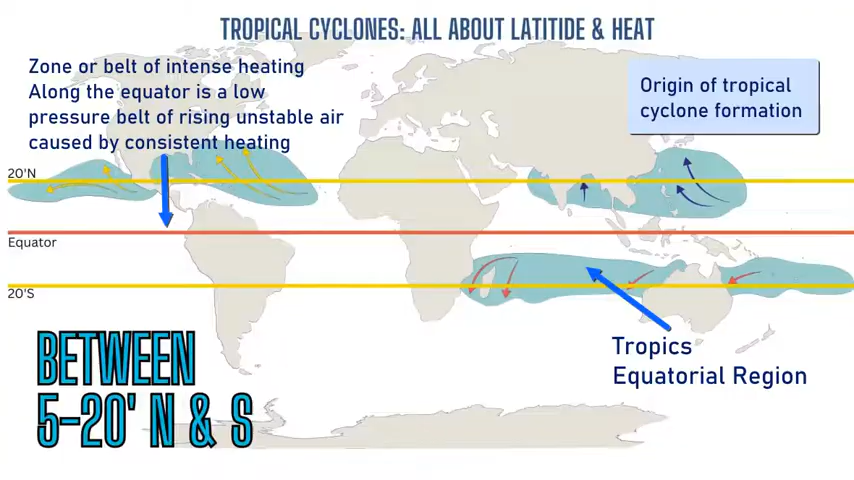 TROPICAL CYCLONES: ALL ABOUT LATITIDE & HEAT
Zone or belt of intense heating
Along the equator is a low
pressure belt of rising unstable air
caused by consistent heating
Origin of tropical
cyclone formation
20'N
Equator
20'S
Tropics
Equatorial Region
BETWEEN
5-20' N & S